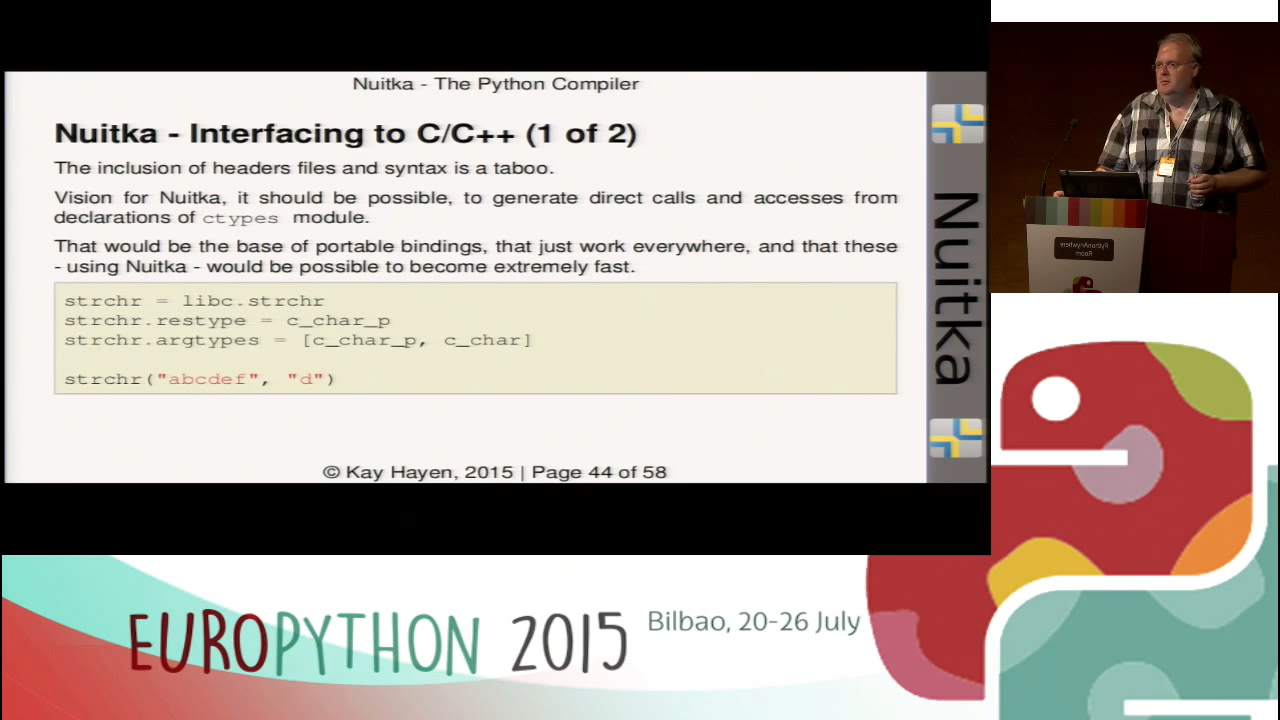 Nuitka - The Python Compiler
Nuitka - Interfacing to C/C++ (1 of 2)
The inclusion of headers files and syntax is a taboo.
Vision for Nuitka, it should be possible, to generate direct calls and accesses from
declarations of ctypes module.
That would be the base of portable bindings, that just work everywhere, and that these
- using Nuitka - would be possible to become extremely fast.
strchr = libc.strchr
strchr.restype = c_char_p
strchr.argtypes = [c_char_p, c_char]
strchr("abcdef", "d")
© Kay Hayen, 2015 | Page 44 of 58
Nuitka
PythonAnywhere
Room
EUROPYTHON 2015
Bilbao, 20-26 July